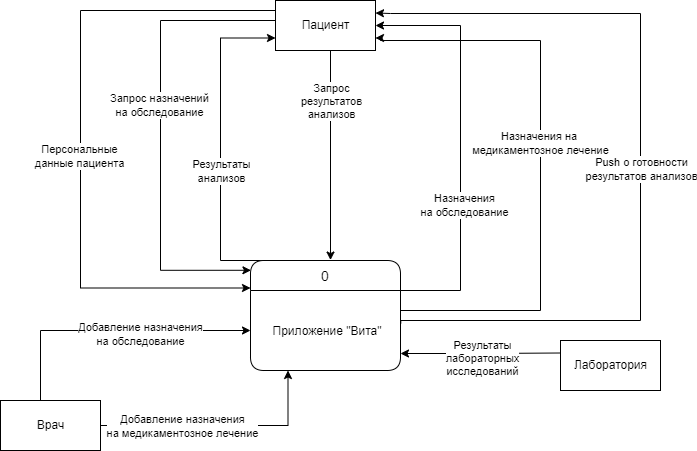 Пациент
Запрос
результатов
анализов
Запрос назначений
на обследование
Назначения на
медикаментозное лечение
Персональные
данные пациента
Результаты
анализов
Push о готовности
результатов анализов
Назначения
на обследование
0
Приложение "Вита"
Добавление назначения
на обследование
Результаты
лабораторных
исследований
Лаборатория
Врач
Добавление назначения
на медикаментозное лечение